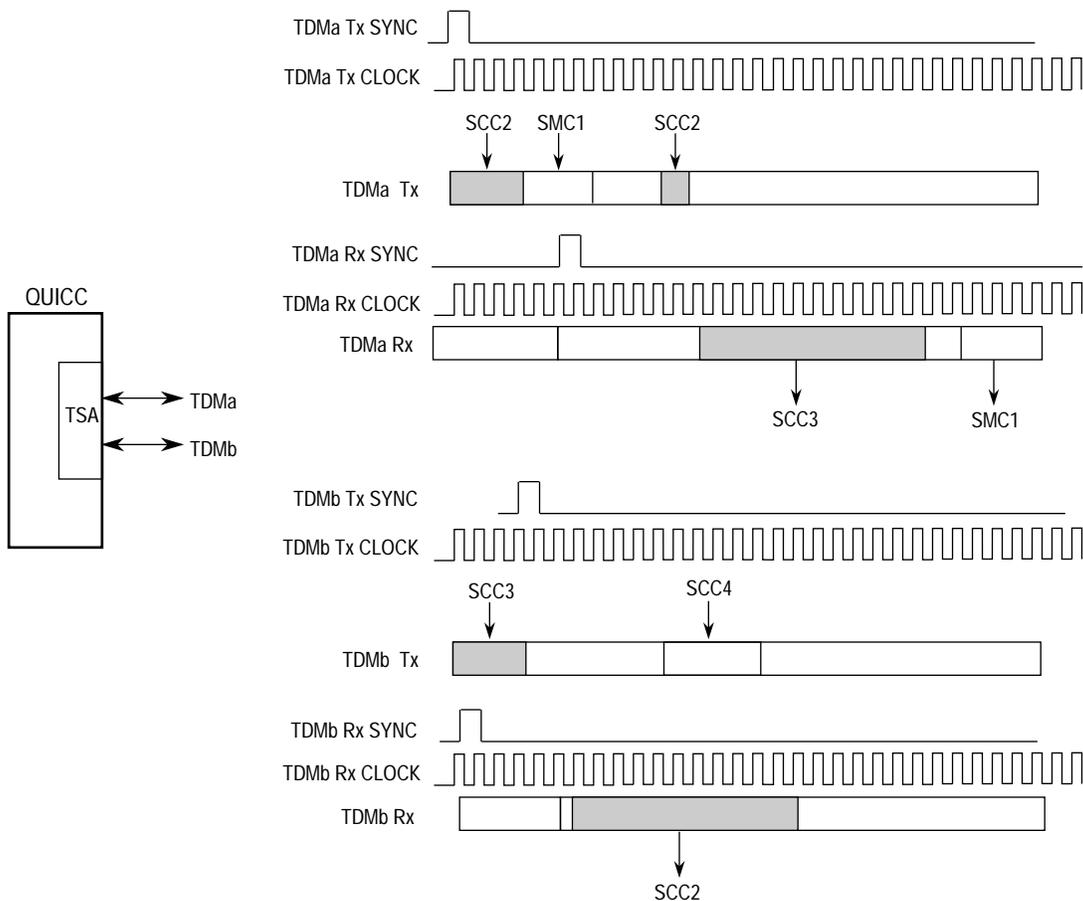 TDMa Tx SYNC
TDMa Tx CLOCK
SCC2 SMC1 SCC2
TDMa Tx
TDMa Rx SYNC
TDMa Rx CLOCK
TDMa Rx
SCC3 SMC1
QUICC
TSA
TDMa
TDMb
TDMb Tx SYNC
TDMb Tx CLOCK
SCC3 SCC4
TDMb Tx
TDMb Rx SYNC
TDMb Rx CLOCK
TDMb Rx
SCC2